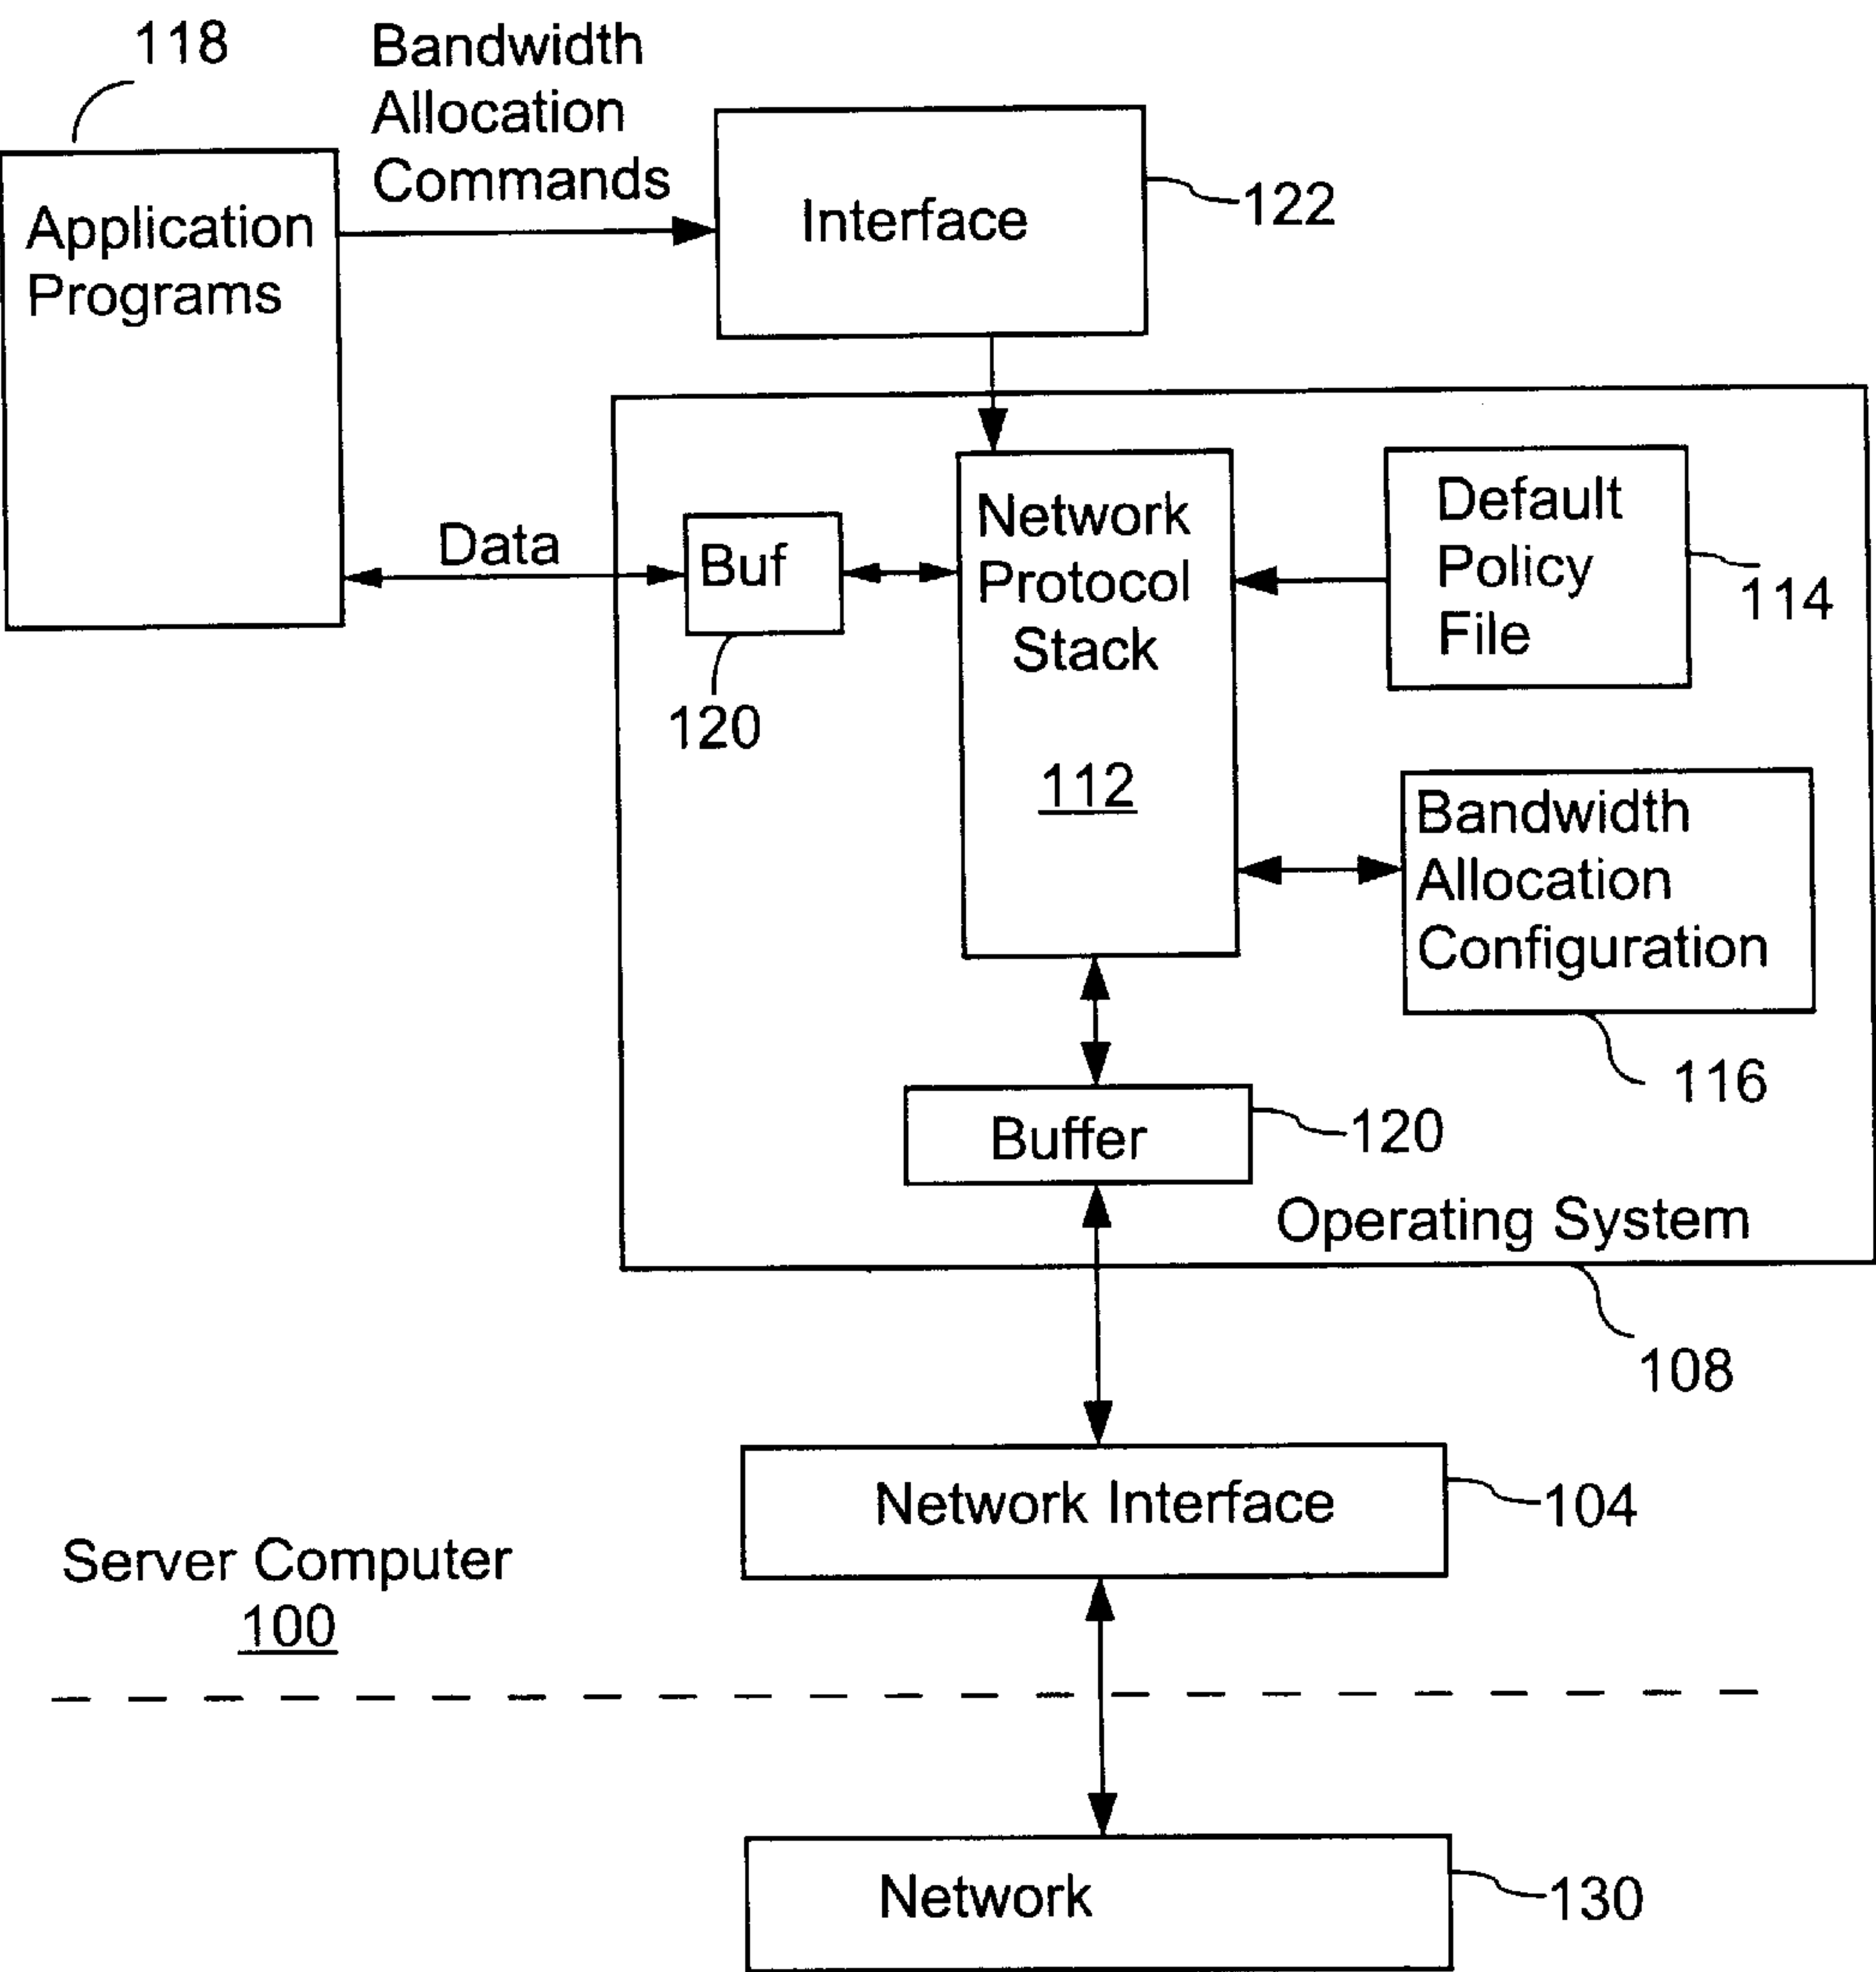 118
Bandwidth
Allocation
Commands
Application
Programs
Interface
122
Data
Buf
120
Network
Protocol
Stack
112
Default
Policy
File
114
Bandwidth
Allocation
Configuration
116
Buffer
120
Operating System
108
Network Interface
104
Server Computer
100
Network
130